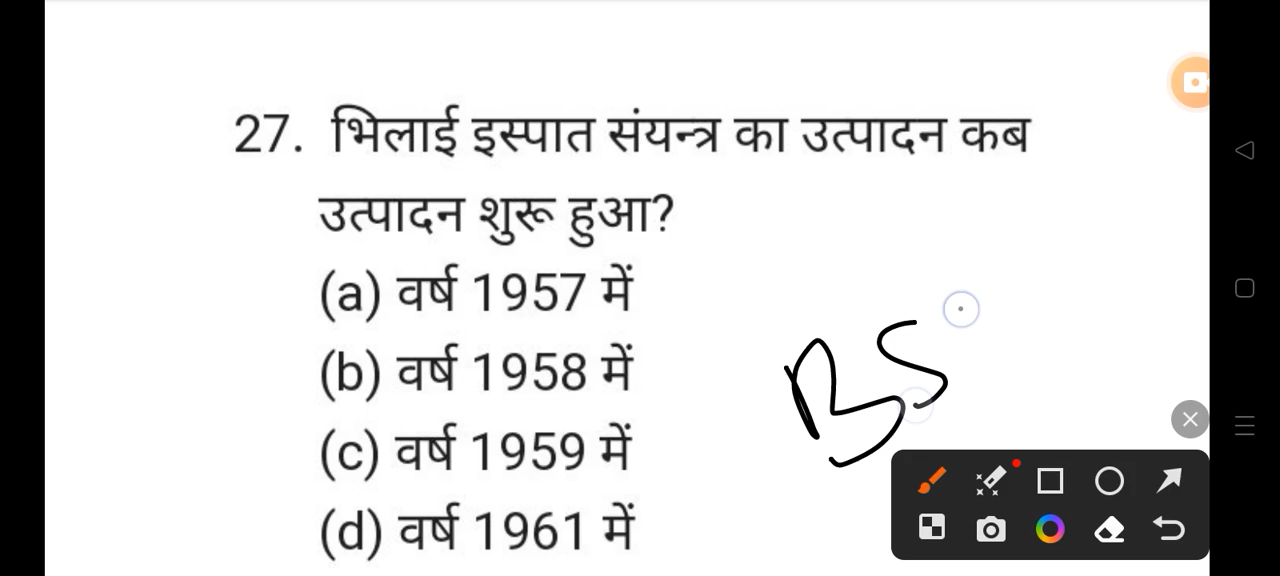 27. भिलाई इस्पात संयन्त्र का उत्पादन कब
उत्पादन शुरू हुआ?
(a) वर्ष 1957 में
(b) वर्ष 1958 में
(c) वर्ष 1959 में
(d) वर्ष 1961 में
BS